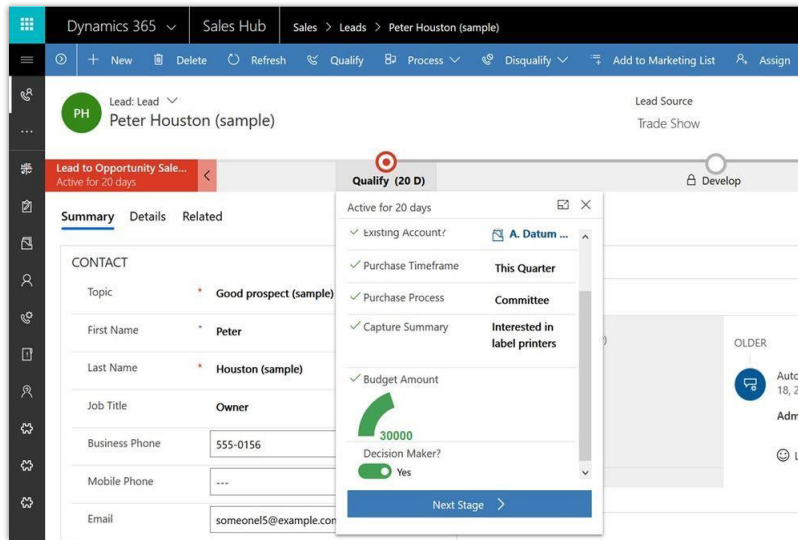 Dynamics 365
Sales Hub
Sales > Leads > Peter Houston (sample)
New
Delete
Refresh
Qualify
Process
Disqualify
Add to Marketing List
Assign
PH
Lead: Lead
Peter Houston (sample)
Lead Source
Trade Show
Lead to Opportunity Sale...
Active for 20 days
Qualify (20 D)
Develop
Summary
Details
Related
Active for 20 days
Existing Account?
A. Datum ...
Purchase Timeframe
This Quarter
Purchase Process
Committee
Capture Summary
Interested in
label printers
Budget Amount
30000
Decision Maker?
Yes
Next Stage
CONTACT
Topic * Good prospect (sample)
First Name * Peter
Last Name * Houston (sample)
Job Title Owner
Business Phone 555-0156
Mobile Phone ---
Email someonel5@example.con
OLDER
Auto
18, 2
Adm